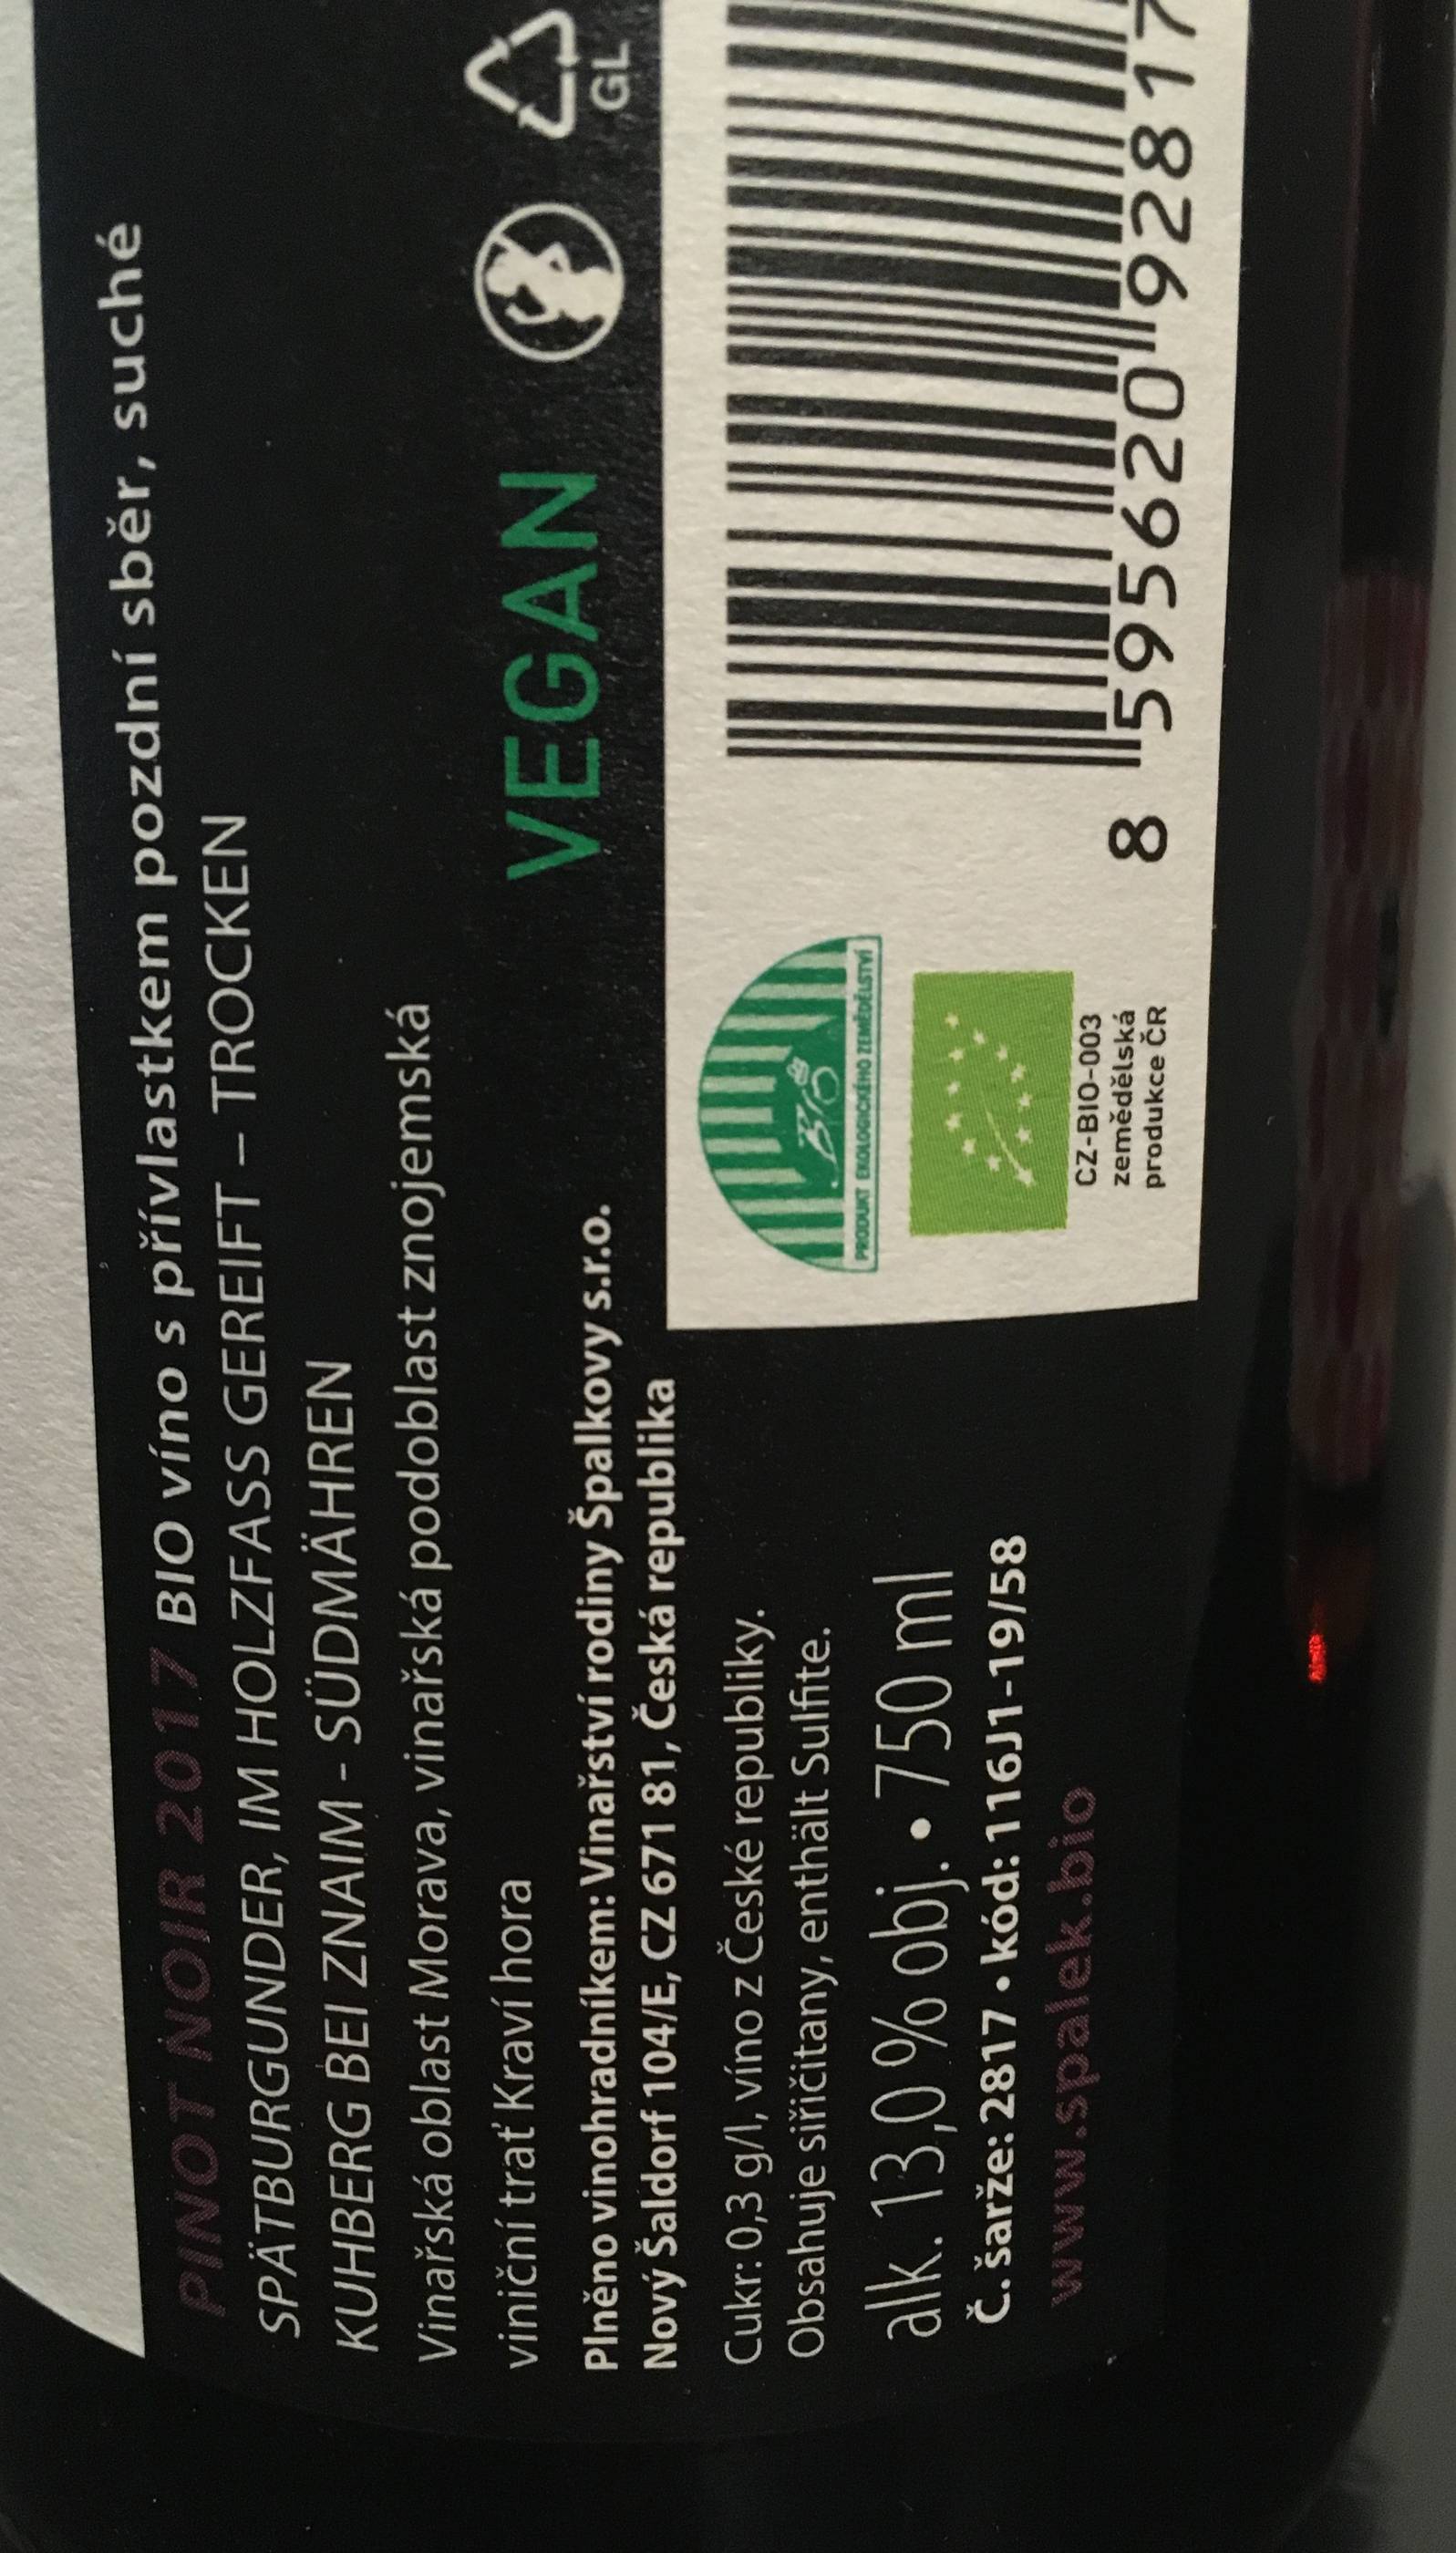 PINOT NOIR 2017 BIO víno s přívlastkem pozdní sběr, suché
SPÄTBURGUNDER, IM HOLZFASS GEREIFT – TROCKEN
KUHBERG BEI ZNAIM - SÜDMÄHREN
Vinařská oblast Morava, vinařská podoblast znojemská
viniční trať Kraví hora
VEGAN
GL
Plněno vinohradníkem: Vinařství rodiny Špalkovy s.r.o.
Nový Šaldorf 104/E, CZ 671 81, Česká republika
Cukr: 0,3 g/l, víno z České republiky.
Obsahuje siřičitany, enthält Sulfite.
alk. 13,0 % obj. • 750 ml
Č. šarže: 2817 • kód: 116J1-19/58
www.spalek.bio
BIO
PRODUKT EKOLOGICKÉHO ZEMĚDĚLSTVÍ
CZ-BIO-003
zemědělská
produkce ČR
8 595620 92817